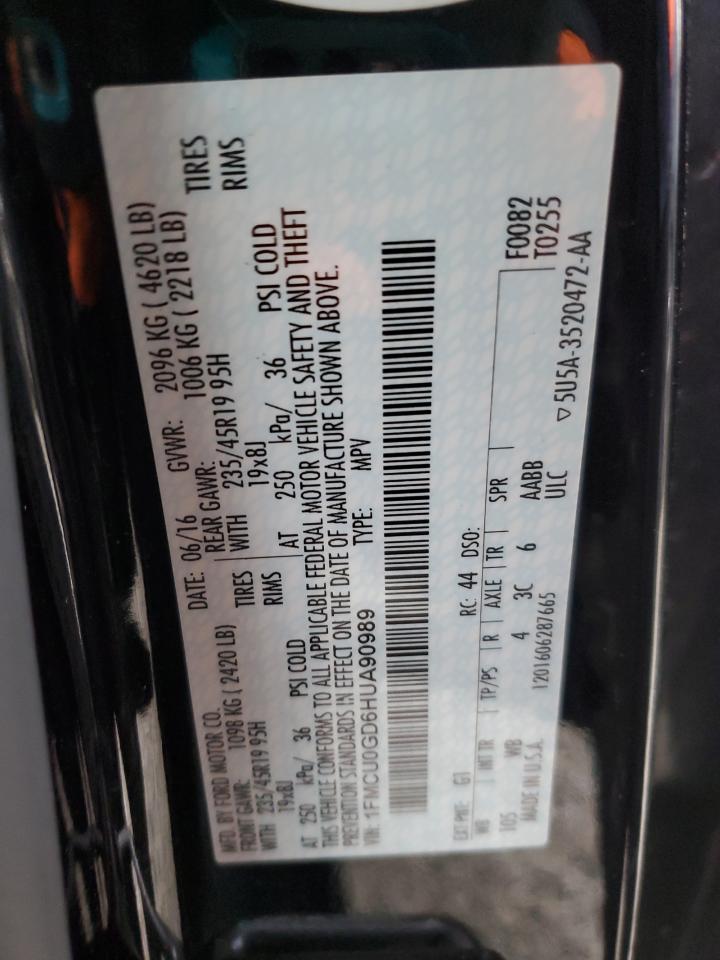 MFD. BY FORD MOTOR CO.
DATE: 06/16 GVWR: 2096 KG ( 4620 LB)
FRONT GAWR: 1098 KG ( 2420 LB) REAR GAWR: 1006 KG ( 2218 LB)
WITH 235/45R19 95H TIRES WITH 235/45R19 95H TIRES
19x8J RIMS 19x8J RIMS
AT 250 kPa/ 36 PSI COLD AT 250 kPa/ 36 PSI COLD
THIS VEHICLE CONFORMS TO ALL APPLICABLE FEDERAL MOTOR VEHICLE SAFETY AND THEFT
PREVENTION STANDARDS IN EFFECT ON THE DATE OF MANUFACTURE SHOWN ABOVE.
VIN: 1FMCU0GD6HUA90989 TYPE: MPV
F0082
T0255
EXT PNT: G1 RC: 44 DSO:
WB INT TR TP/PS R AXLE TR SPR
105 WB 4 3C 6 AABB
MADE IN U.S.A. 1201606287665 ULC
▽5U5A-3520472-AA